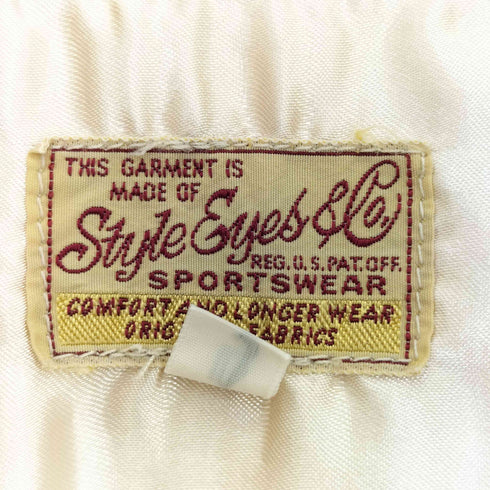 THIS GARMENT IS
MADE OF
Style Eyes & Co.
REG. U.S. PAT. OFF.
SPORTSWEAR
COMFORT AND LONGER WEAR
FABRICS